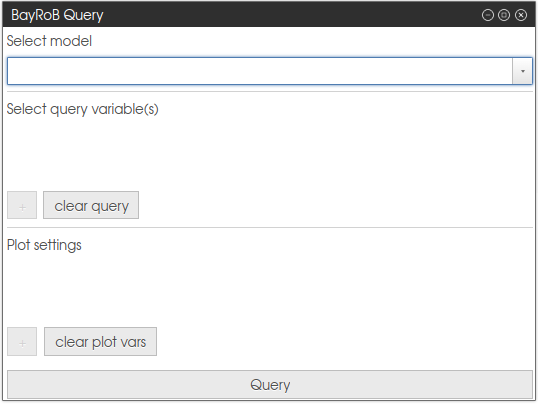 BayRoB Query
Select model
Select query variable(s)
+ clear query
Plot settings
+ clear plot vars
Query